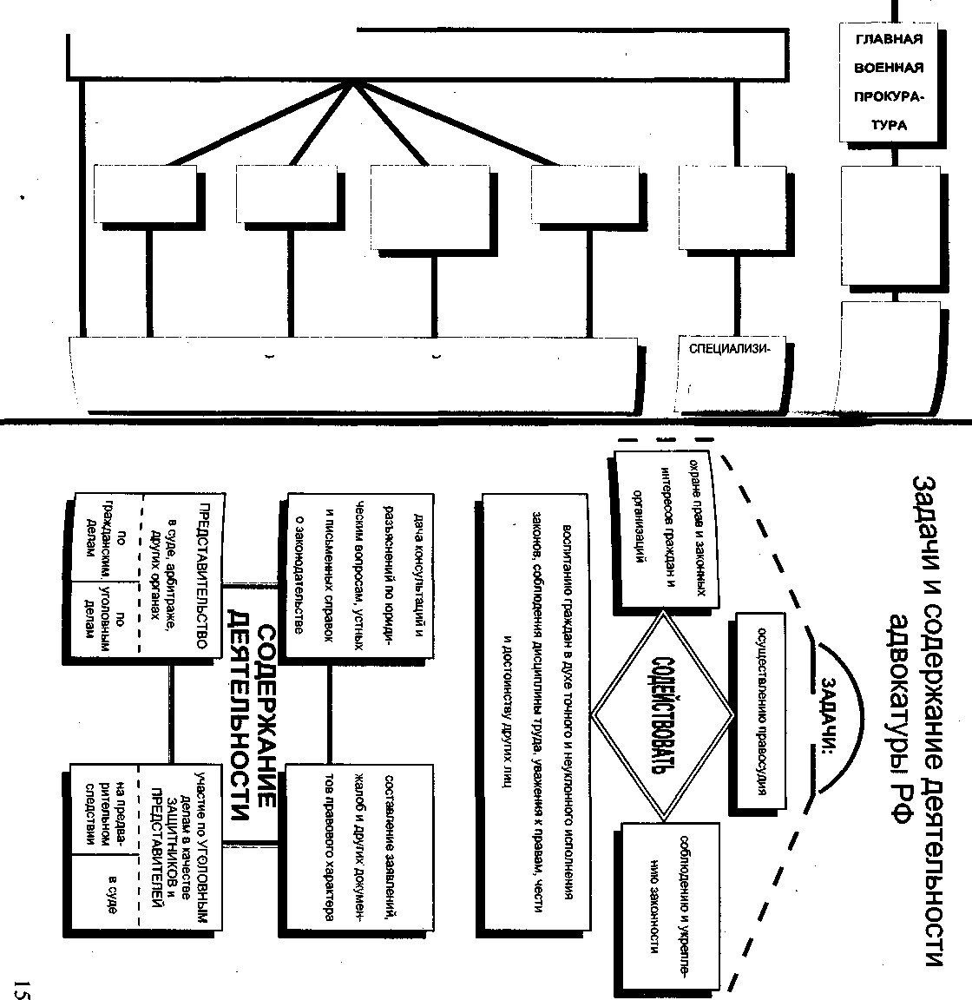 ГЛАВНАЯ
ВОЕННАЯ
ПРОКУРА-
ТУРА
СПЕЦИАЛИЗИ-
Задачи и содержание деятельности
адвокатуры РФ
ЗАДАЧИ:
осуществлению правосудия
охране прав и законных
интересов граждан и
организаций
СОДЕЙСТВОВАТЬ
соблюдению и укрепле-
нию законности
воспитанию граждан в духе точного и неуклонного исполнения
законов, соблюдения дисциплины труда, уважения к правам, чести
и достоинству других лиц
дача консультаций и
разъяснений по юриди-
ческим вопросам, устных
и письменных справок
о законодательстве
составление заявлений,
жалоб и других докумен-
тов правового характера
СОДЕРЖАНИЕ
ДЕЯТЕЛЬНОСТИ
ПРЕДСТАВИТЕЛЬСТВО
в суде, арбитраже,
других органах
по
гражданским
делам
по
уголовным
делам
участие по УГОЛОВНЫМ
делам в качестве
ЗАЩИТНИКОВ и
ПРЕДСТАВИТЕЛЕЙ
на предва-
рительном
следствии
в суде
15